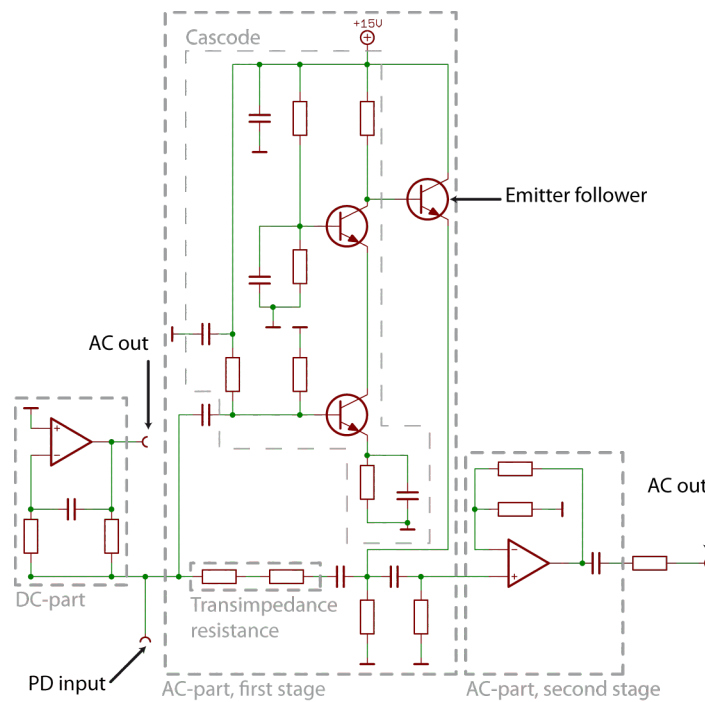 +15V
Cascode
Emitter follower
AC out
+
-
DC-part
PD input
Transimpedance
resistance
AC-part, first stage
AC out
-
+
AC-part, second stage